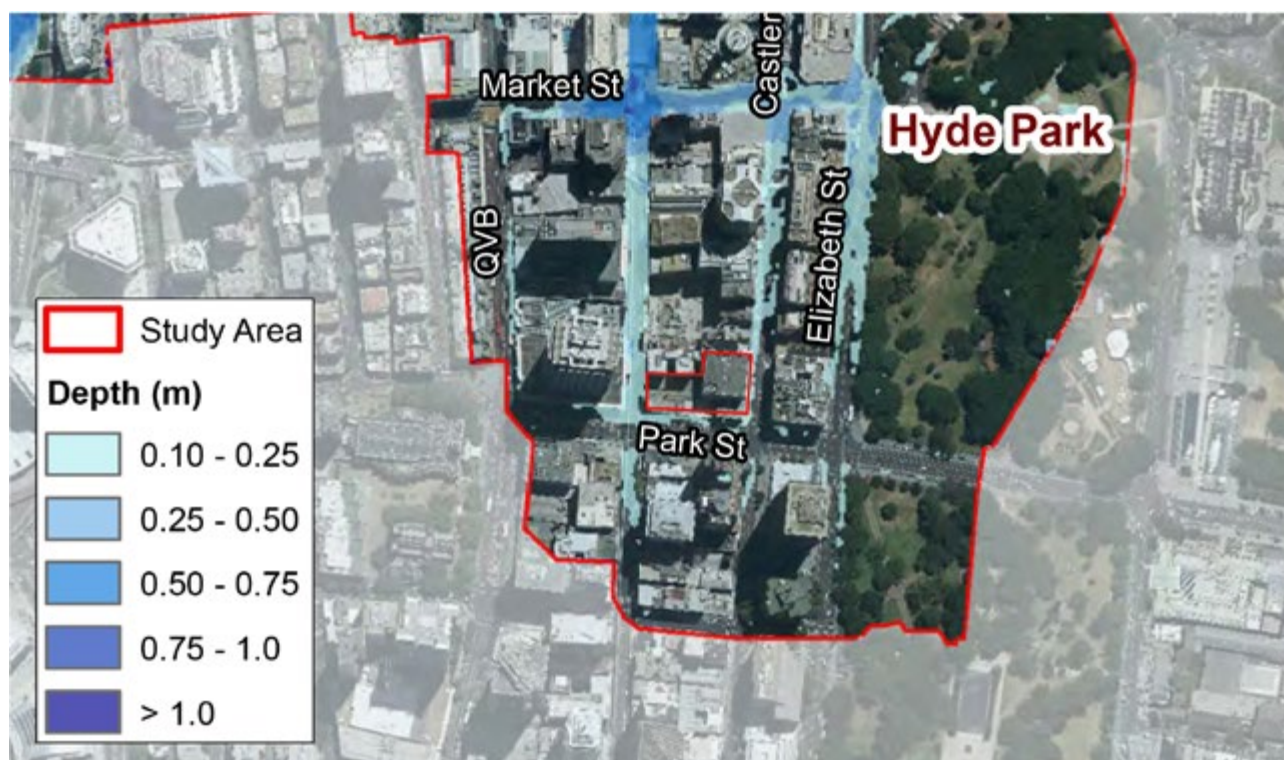 Market St
Castler
Hyde Park
QVB
Elizabeth St
Park St
Study Area
Depth (m)
0.10 - 0.25
0.25 - 0.50
0.50 - 0.75
0.75 - 1.0
> 1.0